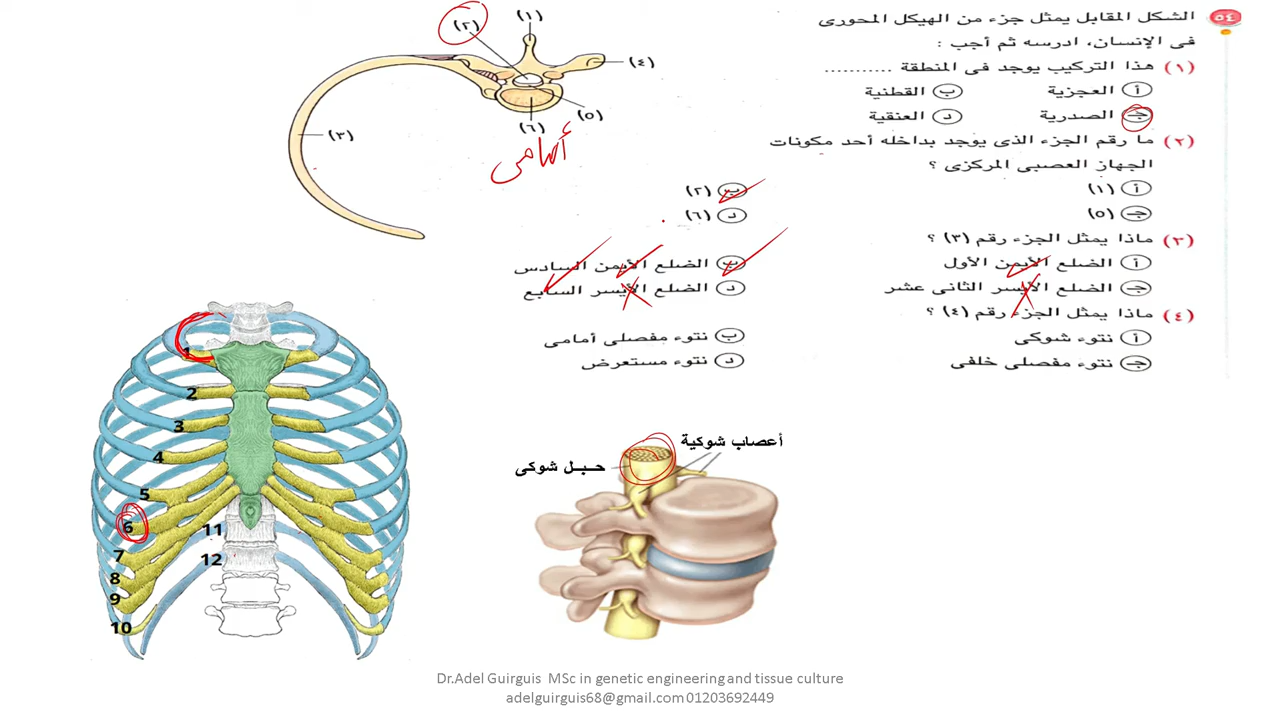 ٥٤ الشكل المقابل يمثل جزء من الهيكل المحورى
فى الإنسان، ادرسه ثم أجب :
(١) هذا التركيب يوجد فى المنطقة ...........
أ العجزية
ب القطنية
جـ الصدرية
د العنقية
(٢) ما رقم الجزء الذى يوجد بداخله أحد مكونات
الجهاز العصبى المركزى ؟
أ (١)
ب (٢)
جـ (٥)
د (٦)
(٣) ماذا يمثل الجزء رقم (٣) ؟
أ الضلع الأيمن الأول
ب الضلع الأيمن السادس
جـ الضلع الأيسر الثانى عشر
د الضلع الأيسر السابع
(٤) ماذا يمثل الجزء رقم (٤) ؟
أ نتوء شوكى
ب نتوء مفصلى أمامى
جـ نتوء مفصلى خلفى
د نتوء مستعرض
(١)
(٢)
(٤)
(٥)
(٦)
(٣)
أمامى
1
2
3
4
5
6
7
8
9
10
11
12
أعصاب شوكية
حبل شوكى
Dr.Adel Guirguis MSc in genetic engineering and tissue culture
adelguirguis68@gmail.com 01203692449